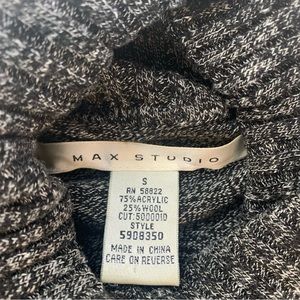 MAX STUDIO
S
RN 58822
75%ACRYLIC
25%WOOL
CUT:5000010
STYLE
5908350
MADE IN CHINA
CARE ON REVERSE